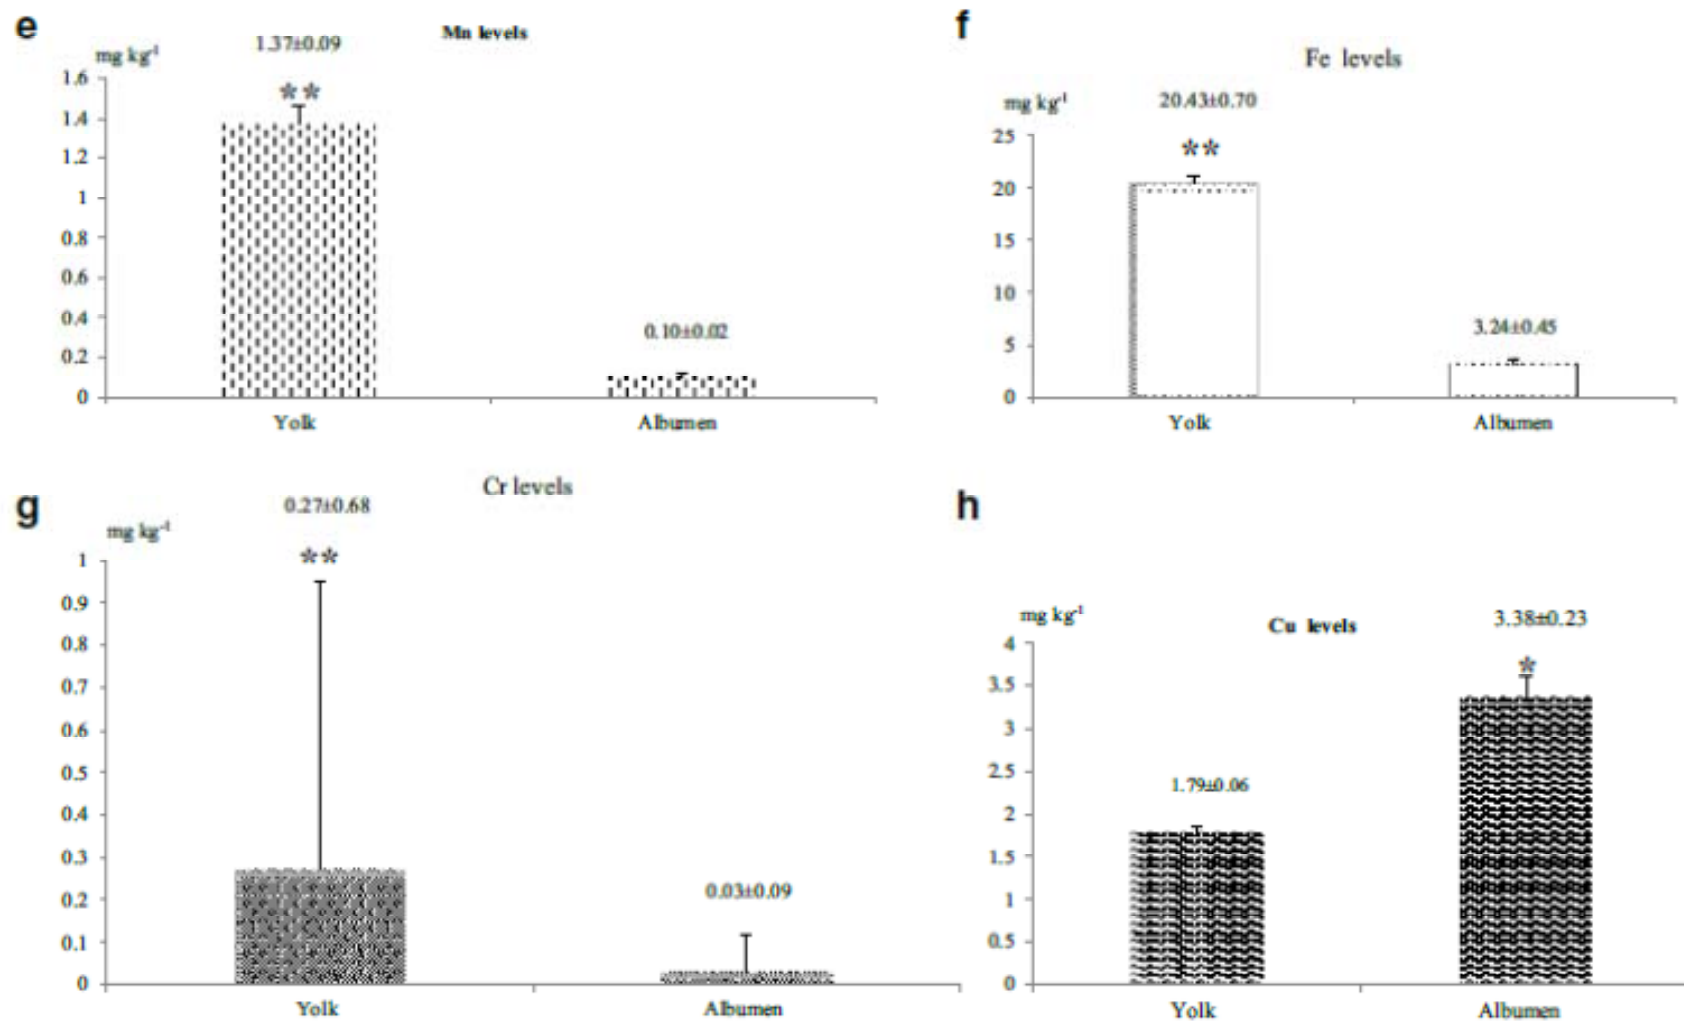 e
Mn levels
1.37±0.09
mg kg-1
**
1.6
1.4
1.2
1
0.8
0.6
0.4
0.2
0
0.10±0.02
Yolk
Albumen
f
Fe levels
mg kg-1
20.43±0.70
**
25
20
15
10
5
0
3.24±0.45
Yolk
Albumen
g
Cr levels
0.27±0.68
mg kg-1
**
1
0.9
0.8
0.7
0.6
0.5
0.4
0.3
0.2
0.1
0
0.03±0.09
Yolk
Albumen
h
mg kg-1
Cu levels
3.38±0.23
*
4
3.5
3
2.5
2
1.5
1
0.5
0
1.79±0.06
Yolk
Albumen